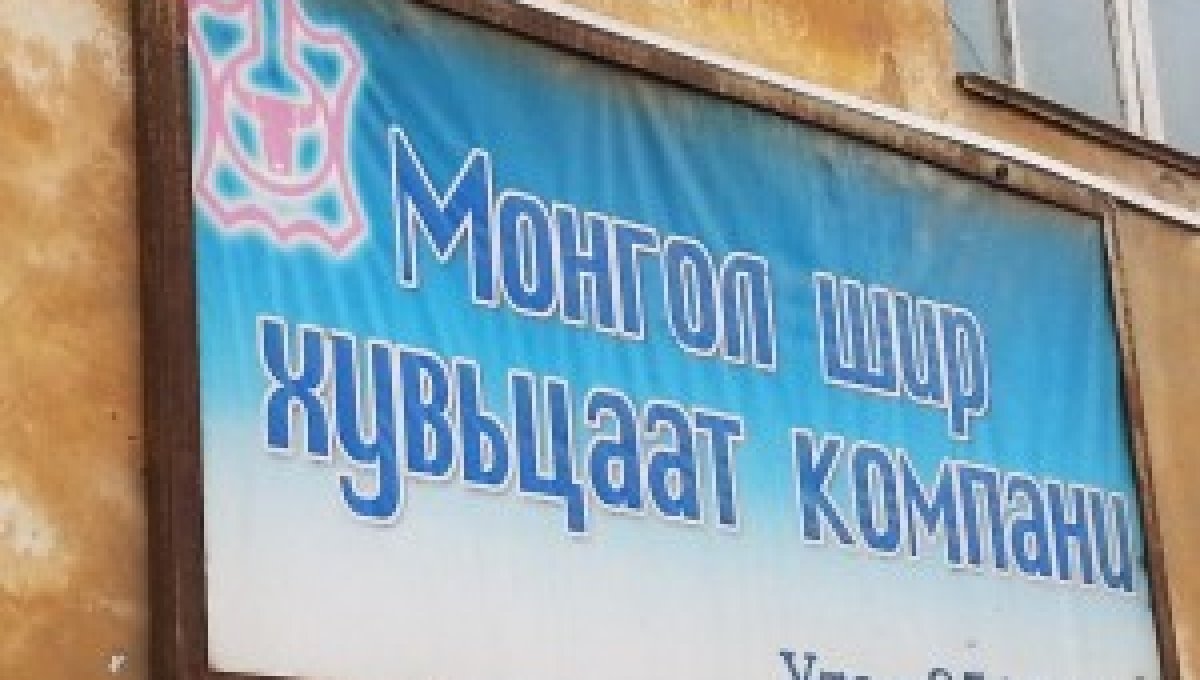 Монгол шир
хувьцаат компани